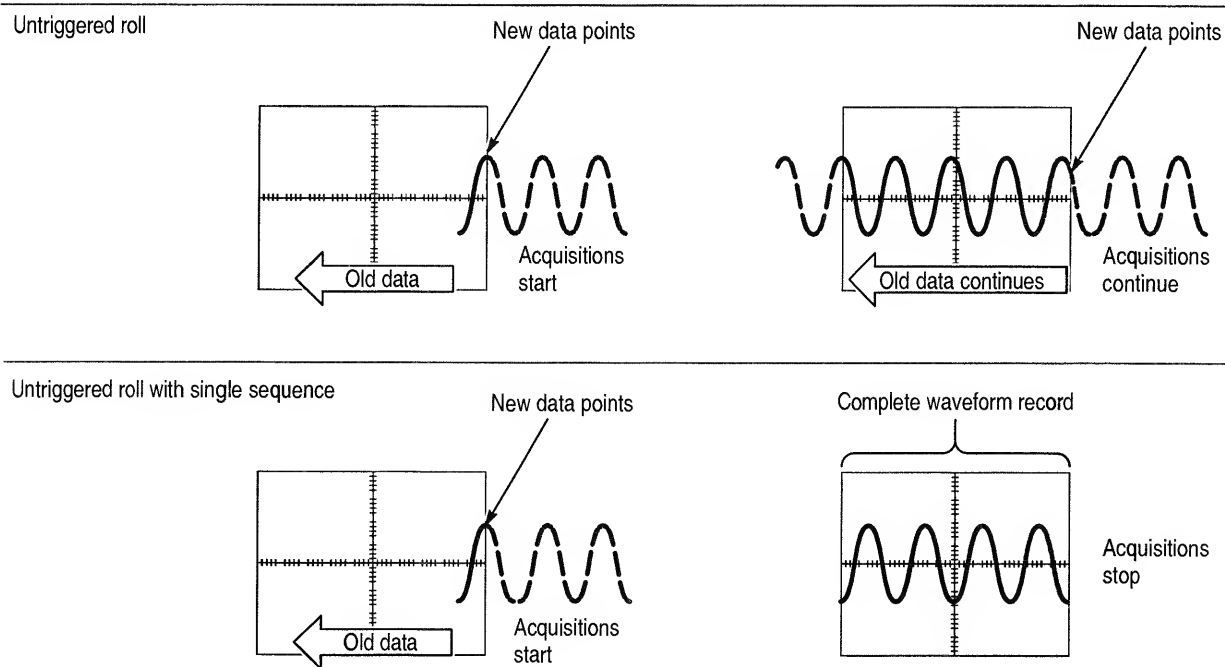 Untriggered roll
New data points
New data points
Old data
Acquisitions
start
Old data continues
Acquisitions
continue
Untriggered roll with single sequence
New data points
Complete waveform record
Old data
Acquisitions
start
Acquisitions
stop